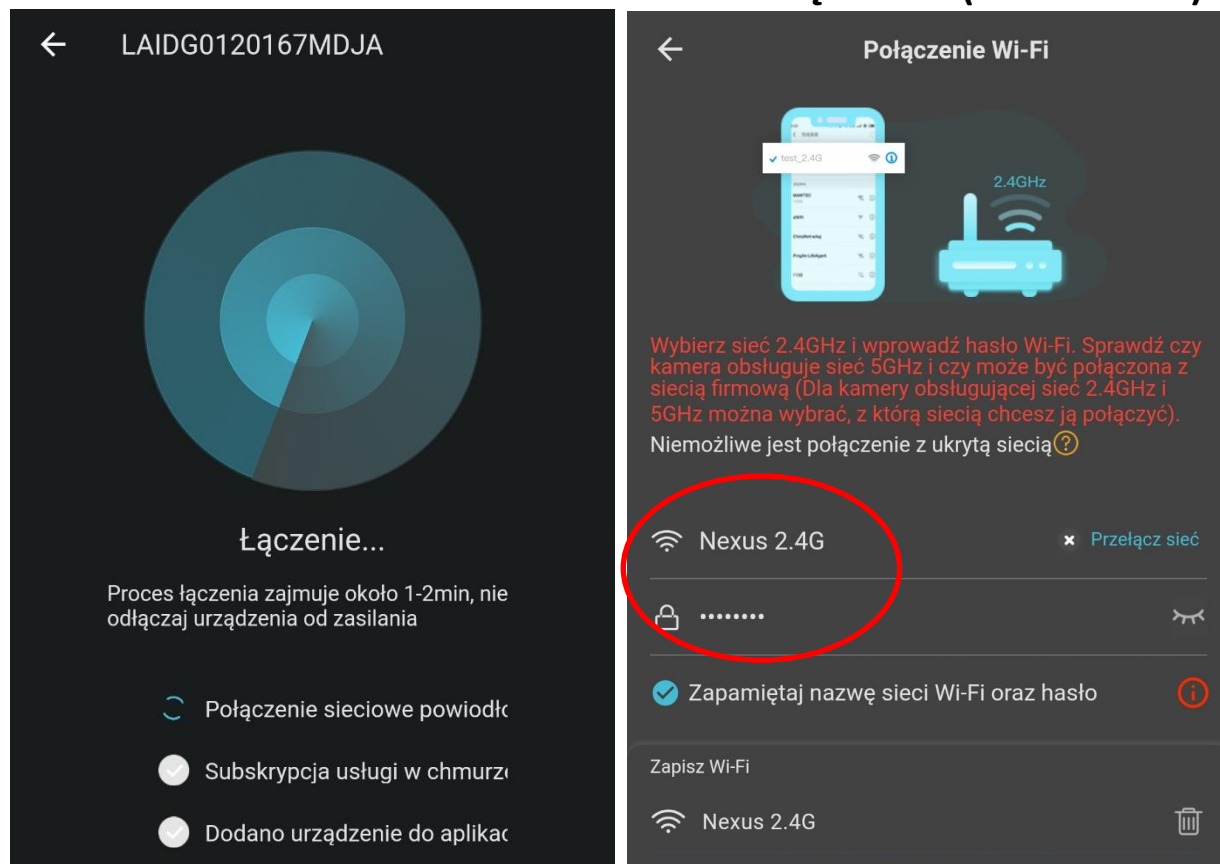 LAIDG0120167MDJA
Łączenie...
Proces łączenia zajmuje około 1-2min, nie
odłączaj urządzenia od zasilania
Połączenie sieciowe powiodło
Subskrypcja usługi w chmurze
Dodano urządzenie do aplikac
Połączenie Wi-Fi
test_2.4G
2.4GHz
Wybierz sieć 2.4GHz i wprowadź hasło Wi-Fi. Sprawdź czy
kamera obsługuje sieć 5GHz i czy może być połączona z
siecią firmową (Dla kamery obsługującej sieć 2.4GHz i
5GHz można wybrać, z którą siecią chcesz ją połączyć).
Niemożliwe jest połączenie z ukrytą siecią ?
Nexus 2.4G
Przełącz sieć
••••••••
Zapamiętaj nazwę sieci Wi-Fi oraz hasło
Zapisz Wi-Fi
Nexus 2.4G